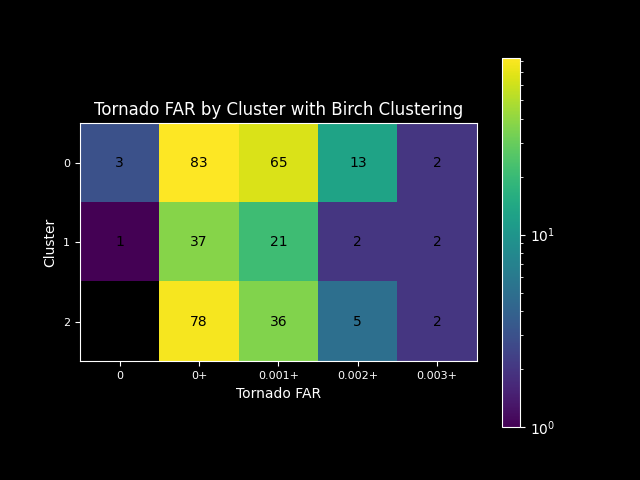 Tornado FAR by Cluster with Birch Clustering
0 3 83 65 13 2
1 1 37 21 2 2
2 78 36 5 2
Cluster
0 0+ 0.001+ 0.002+ 0.003+
Tornado FAR
10¹
10⁰